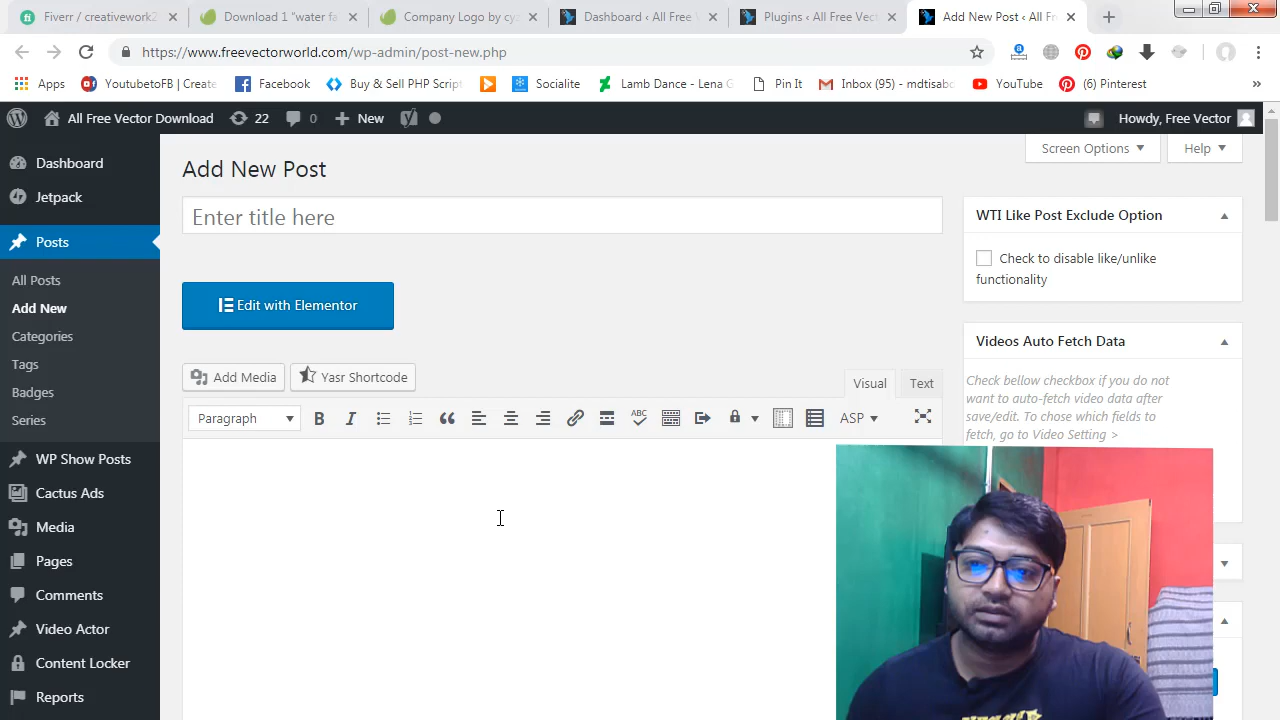 Fiverr / creativework2
Download 1 "water fa
Company Logo by cy
Dashboard ‹ All Free V
Plugins ‹ All Free Vect
Add New Post ‹ All Fr
https://www.freevectorworld.com/wp-admin/post-new.php
Apps
YoutubetoFB | Create
Facebook
Buy & Sell PHP Script
Socialite
Lamb Dance - Lena G
Pin It
Inbox (95) - mdtisabd
YouTube
(6) Pinterest
»
All Free Vector Download
22
0
New
Howdy, Free Vector
Dashboard
Jetpack
Posts
All Posts
Add New
Categories
Tags
Badges
Series
WP Show Posts
Cactus Ads
Media
Pages
Comments
Video Actor
Content Locker
Reports
Add New Post
Screen Options
Help
Enter title here
Edit with Elementor
Add Media
Yasr Shortcode
Visual
Text
Paragraph
B
I
ABC
ASP
WTI Like Post Exclude Option
Check to disable like/unlike
functionality
Videos Auto Fetch Data
Check bellow checkbox if you do not
want to auto-fetch video data after
save/edit. To chose which fields to
fetch, go to Video Setting >